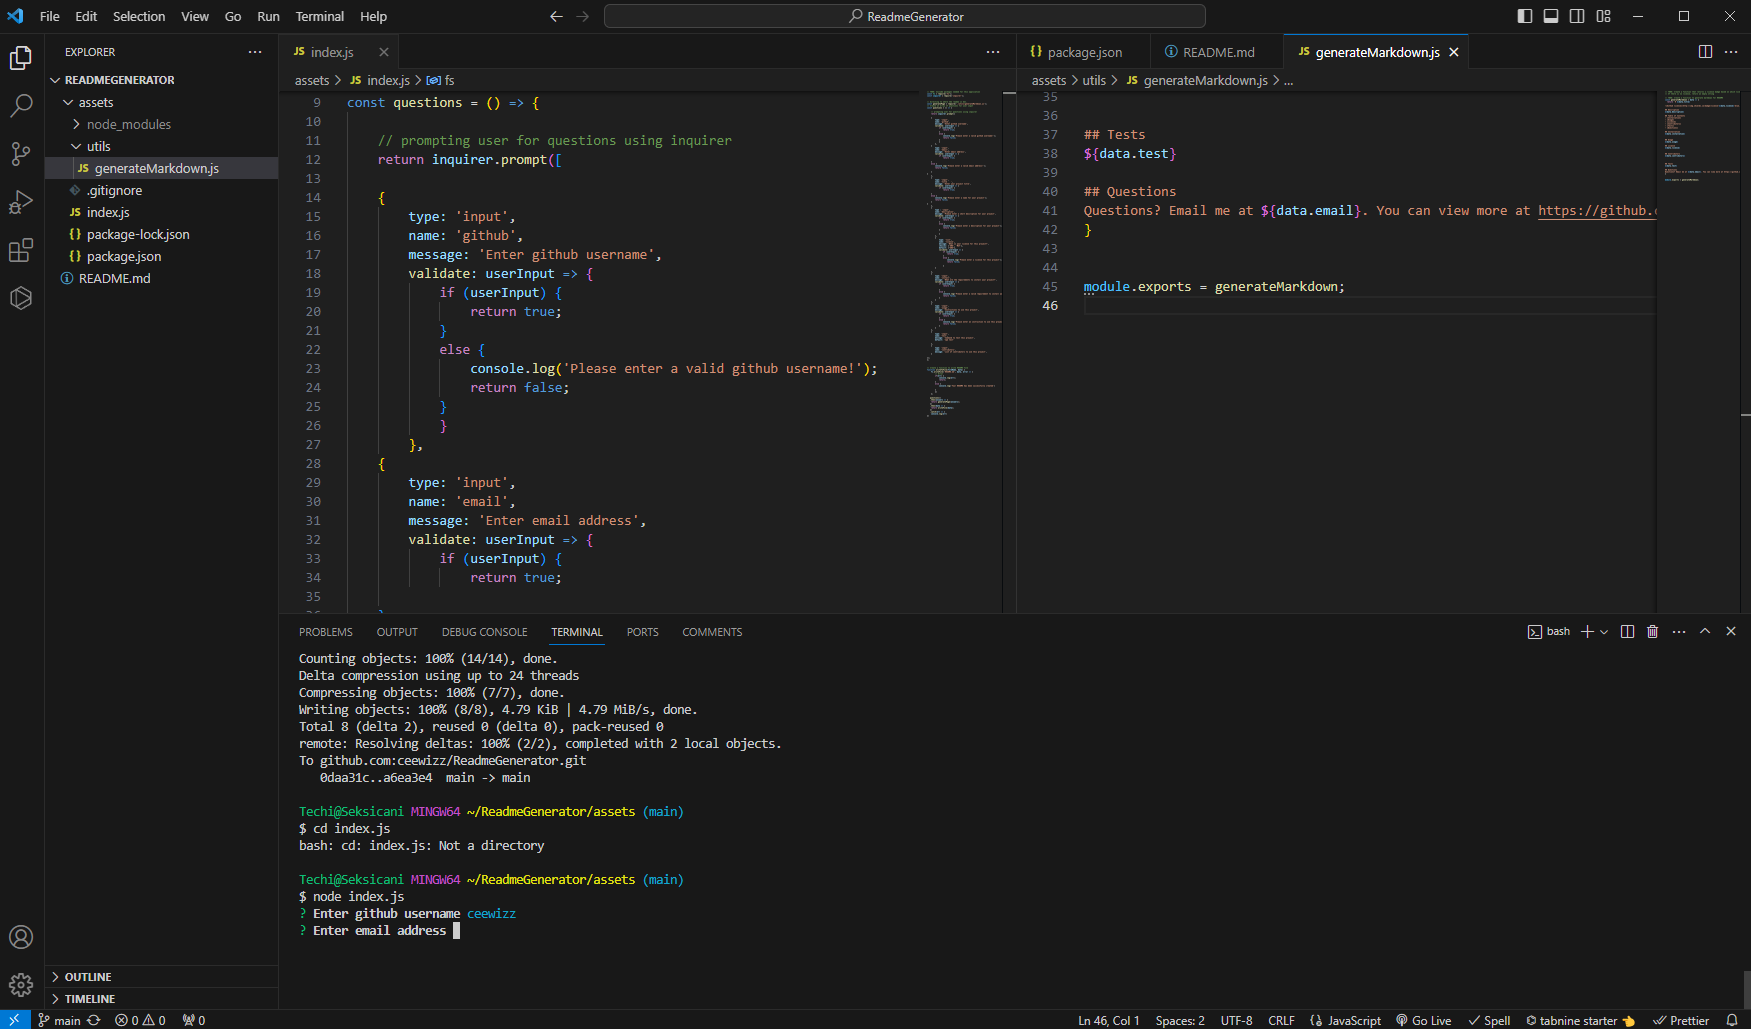 File Edit Selection View Go Run Terminal Help
ReadmeGenerator
EXPLORER
READMEGENERATOR
assets
node_modules
utils
JS generateMarkdown.js
.gitignore
JS index.js
{} package-lock.json
{} package.json
README.md
OUTLINE
TIMELINE
JS index.js
assets > JS index.js > fs
9 const questions = () => {
10
11 // prompting user for questions using inquirer
12 return inquirer.prompt([
13
14 {
15 type: 'input',
16 name: 'github',
17 message: 'Enter github username',
18 validate: userInput => {
19 if (userInput) {
20 return true;
21 }
22 else {
23 console.log('Please enter a valid github username!');
24 return false;
25 }
26 }
27 },
28 {
29 type: 'input',
30 name: 'email',
31 message: 'Enter email address',
32 validate: userInput => {
33 if (userInput) {
34 return true;
35
{} package.json
README.md
JS generateMarkdown.js
assets > utils > JS generateMarkdown.js > ...
35
36
37 ## Tests
38 ${data.test}
39
40 ## Questions
41 Questions? Email me at ${data.email}. You can view more at https://github.
42 }
43
44
45 module.exports = generateMarkdown;
46
PROBLEMS OUTPUT DEBUG CONSOLE TERMINAL PORTS COMMENTS
bash
Counting objects: 100% (14/14), done.
Delta compression using up to 24 threads
Compressing objects: 100% (7/7), done.
Writing objects: 100% (8/8), 4.79 KiB | 4.79 MiB/s, done.
Total 8 (delta 2), reused 0 (delta 0), pack-reused 0
remote: Resolving deltas: 100% (2/2), completed with 2 local objects.
To github.com:ceewizz/ReadmeGenerator.git
0daa31c..a6ea3e4 main -> main
Techi@Seksicani MINGW64 ~/ReadmeGenerator/assets (main)
$ cd index.js
bash: cd: index.js: Not a directory
Techi@Seksicani MINGW64 ~/ReadmeGenerator/assets (main)
$ node index.js
? Enter github username ceewizz
? Enter email address
main 0 0 0
Ln 46, Col 1 Spaces: 2 UTF-8 CRLF {} JavaScript Go Live Spell tabnine starter Prettier